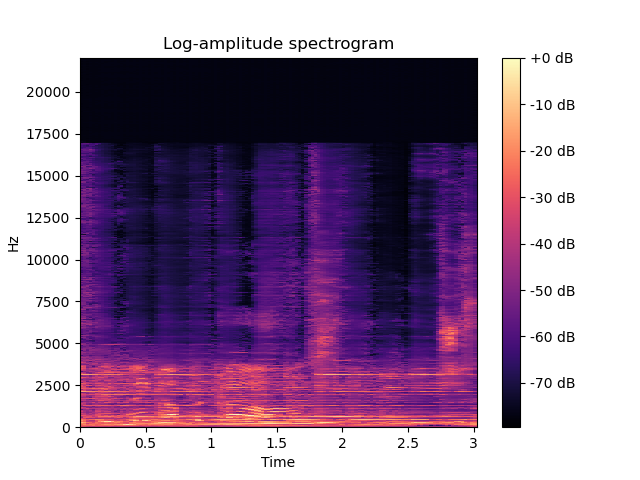 Log-amplitude spectrogram
+0 dB
20000
-10 dB
17500
-20 dB
15000
-30 dB
12500
Hz
-40 dB
10000
-50 dB
7500
-60 dB
5000
-70 dB
2500
0
0 0.5 1 1.5 2 2.5 3
Time